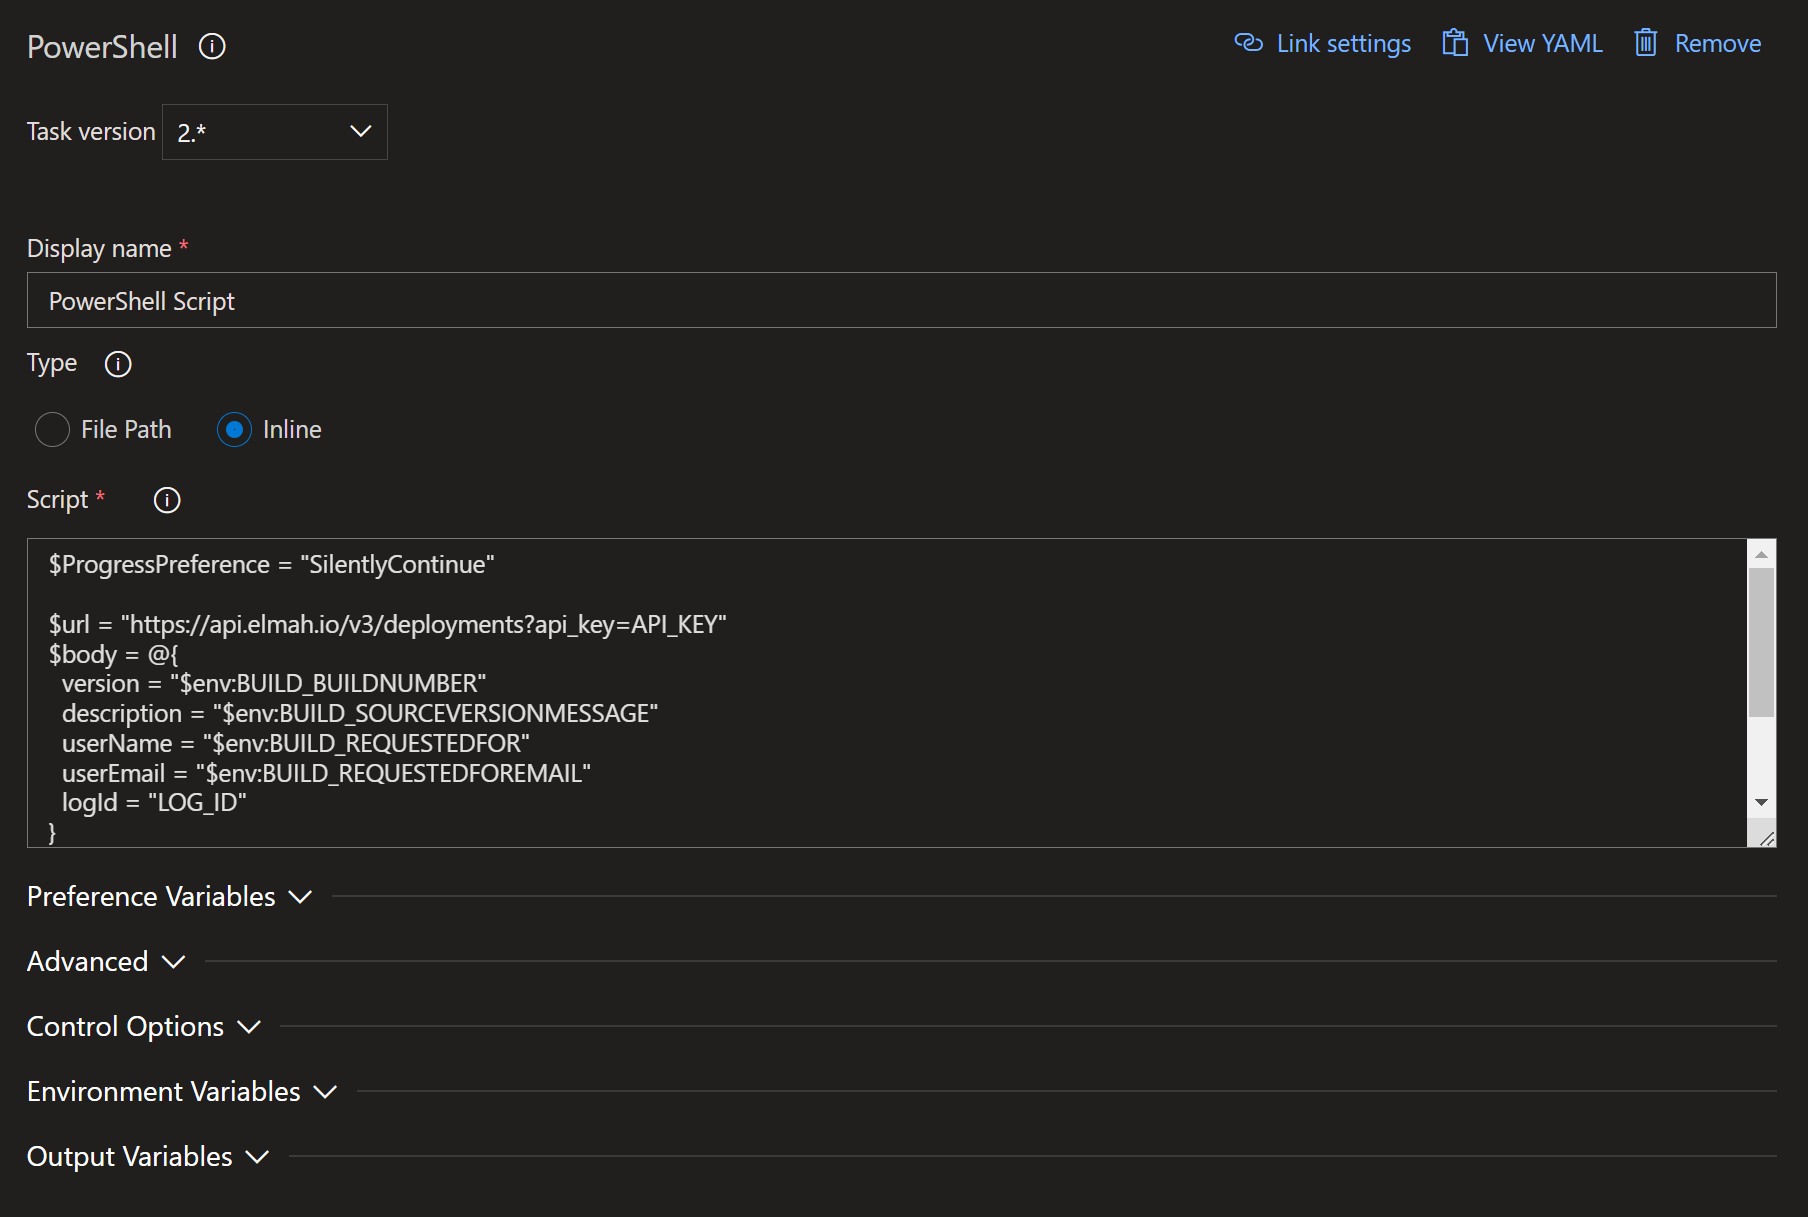 PowerShell
Link settings
View YAML
Remove
Task version 2.*
Display name *
PowerShell Script
Type
File Path
Inline
Script *
$ProgressPreference = "SilentlyContinue"
$url = "https://api.elmah.io/v3/deployments?api_key=API_KEY"
$body = @{
  version = "$env:BUILD_BUILDNUMBER"
  description = "$env:BUILD_SOURCEVERSIONMESSAGE"
  userName = "$env:BUILD_REQUESTEDFOR"
  userEmail = "$env:BUILD_REQUESTEDFOREMAIL"
  logId = "LOG_ID"
}
Preference Variables
Advanced
Control Options
Environment Variables
Output Variables